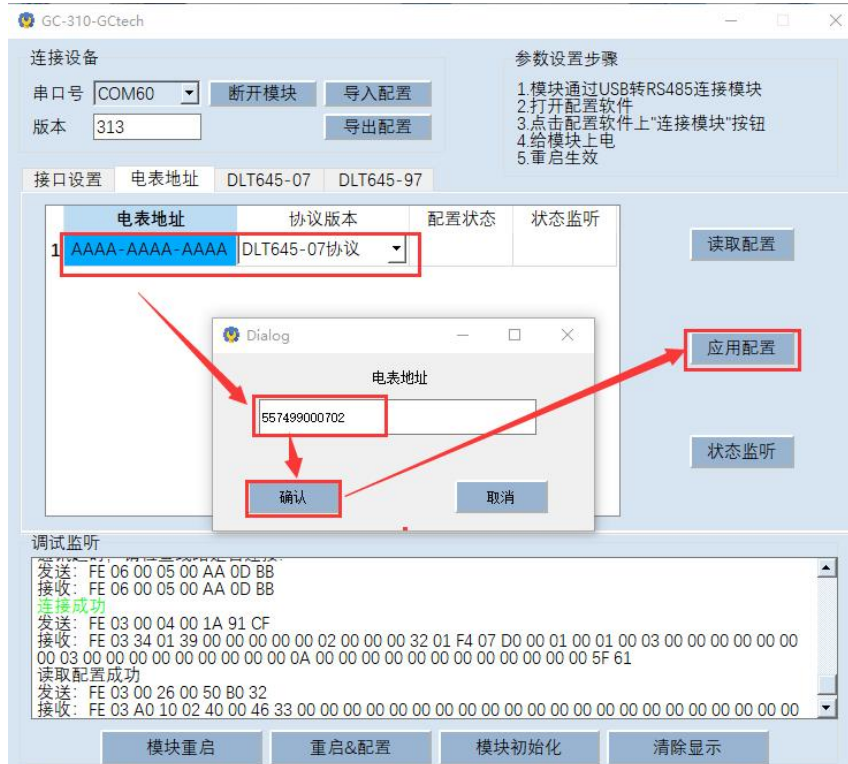 GC-310-GCtech
连接设备
串口号 COM60 断开模块 导入配置
版本 313 导出配置
参数设置步骤
1.模块通过USB转RS485连接模块
2.打开配置软件
3.点击配置软件上"连接模块"按钮
4.给模块上电
5.重启生效
接口设置 电表地址 DLT645-07 DLT645-97
电表地址 协议版本 配置状态 状态监听
1 AAAA-AAAA-AAAA DLT645-07协议
读取配置
应用配置
状态监听
Dialog
电表地址
557499000702
确认 取消
调试监听
发送: FE 06 00 05 00 AA 0D BB
接收: FE 06 00 05 00 AA 0D BB
连接成功
发送: FE 03 00 04 00 1A 91 CF
接收: FE 03 34 01 39 00 00 00 00 00 02 00 00 00 32 01 F4 07 D0 00 01 00 01 00 03 00 00 00 00 00 00
00 03 00 00 00 00 00 00 00 00 0A 00 00 00 00 00 00 00 00 00 00 00 00 5F 61
读取配置成功
发送: FE 03 00 26 00 50 B0 32
接收: FE 03 A0 10 02 40 00 46 33 00 00 00 00 00 00 00 00 00 00 00 00 00 00 00 00 00 00 00 00 00
模块重启 重启&配置 模块初始化 清除显示